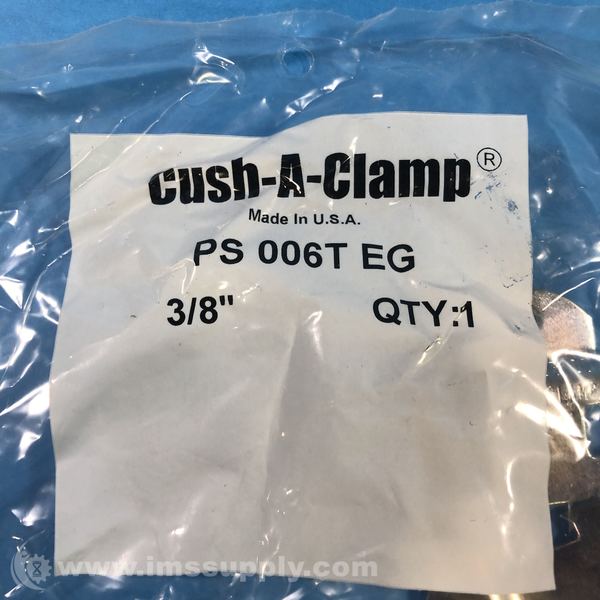 Cush-A-Clamp®
Made In U.S.A.
PS 006T EG
3/8" QTY:1
www.imssupply.com